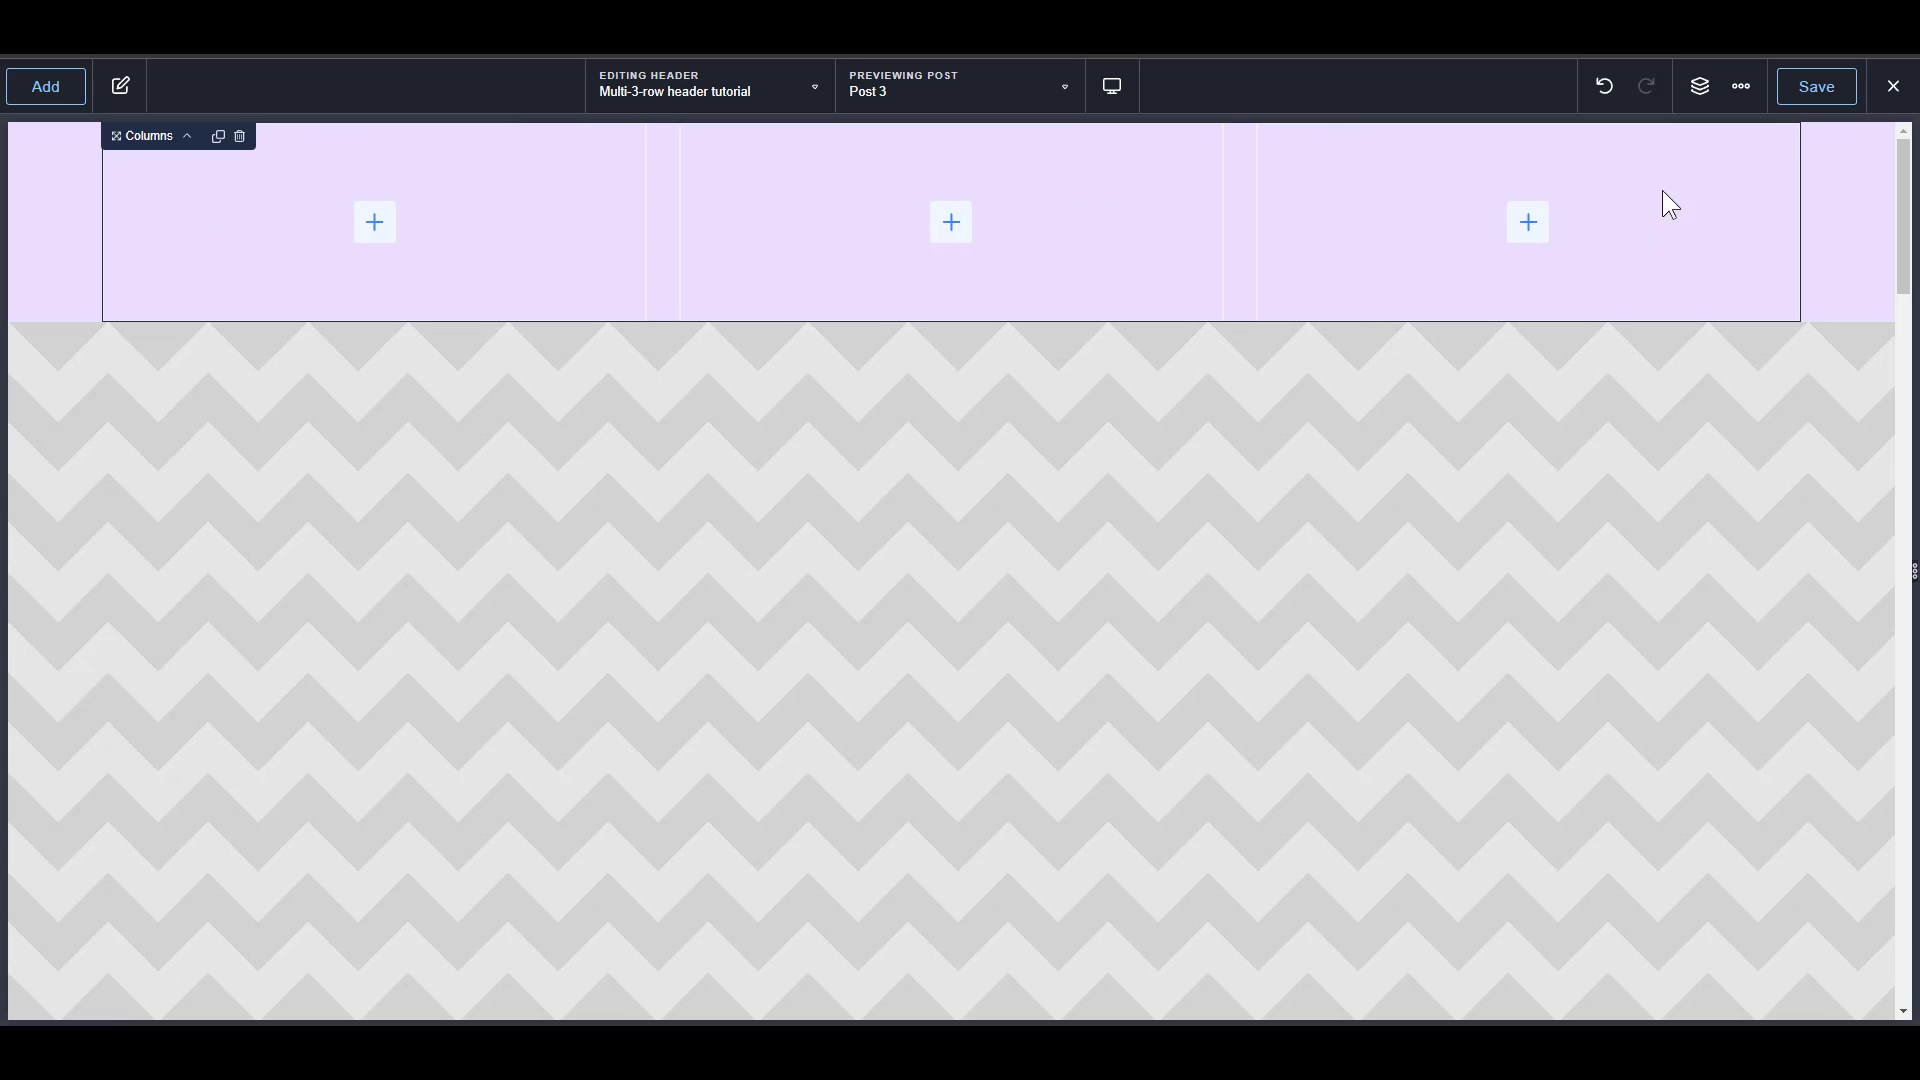 Add
EDITING HEADER
Multi-3-row header tutorial
PREVIEWING POST
Post 3
Save
Columns